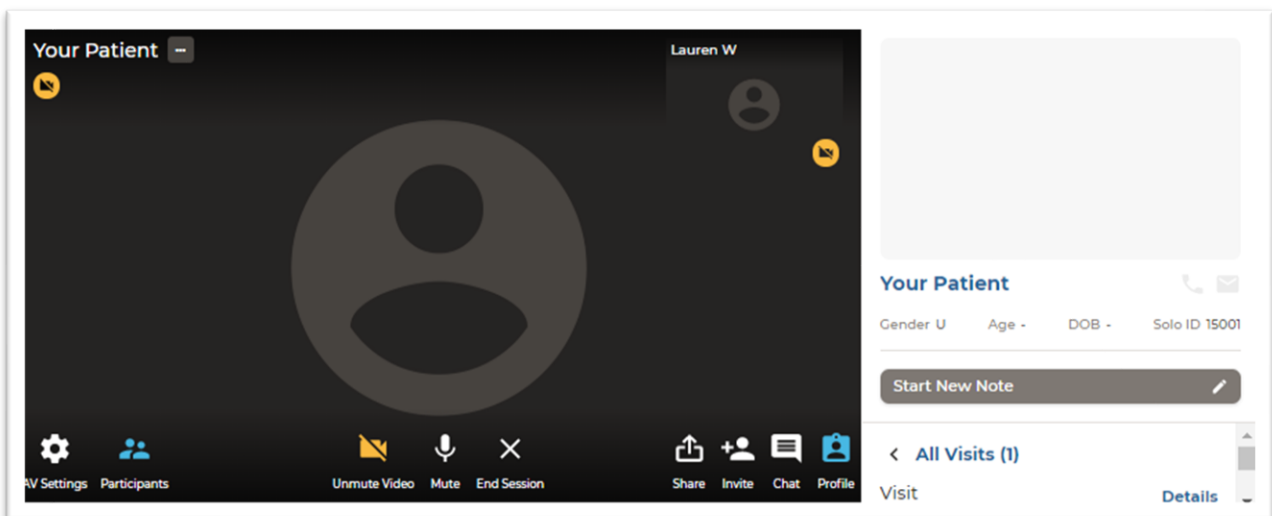 Your Patient
Lauren W
AV Settings Participants Unmute Video Mute End Session Share Invite Chat Profile
Your Patient
Gender U Age - DOB - Solo ID 15001
Start New Note
All Visits (1)
Visit Details